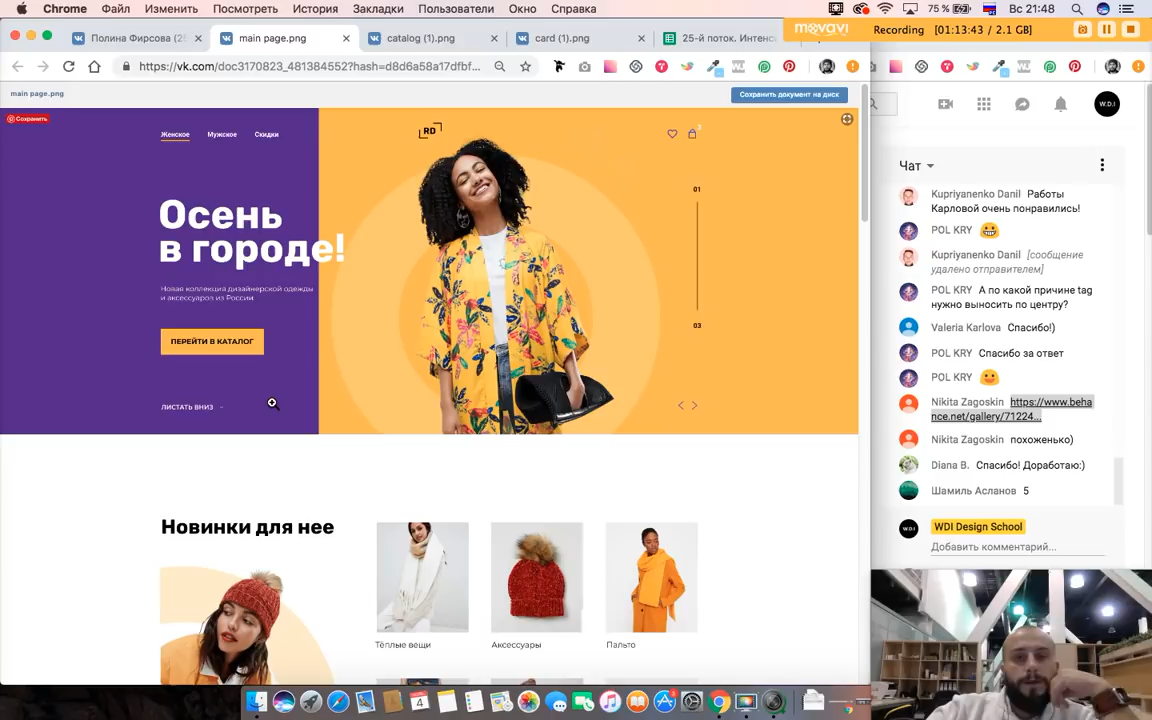 Chrome Файл Изменить Посмотреть История Закладки Пользователи Окно Справка 75 % Вс 21:48
Полина Фирсова (25
main page.png
catalog (1).png
card (1).png
25-й поток. Интенс
movavi
Recording [01:13:43 / 2.1 GB]
https://vk.com/doc3170823_481384552?hash=d8d6a58a17dfbf...
main page.png
Сохранить документ на диск
Сохранить
Женское Мужское Скидки
RD
01
Осень
в городе!
Новая коллекция дизайнерской одежды
и аксессуаров из России
03
ПЕРЕЙТИ В КАТАЛОГ
ЛИСТАТЬ ВНИЗ
Новинки для нее
Тёплые вещи
Аксессуары
Пальто
W.D.I
Чат
Kupriyanenko Danil Работы
Карловой очень понравились!
POL KRY
Kupriyanenko Danil [сообщение
удалено отправителем]
POL KRY А по какой причине tag
нужно выносить по центру?
Valeria Karlova Спасибо!)
POL KRY Спасибо за ответ
POL KRY
Nikita Zagoskin https://www.beha
nce.net/gallery/71224...
Nikita Zagoskin похоженько)
Diana B. Спасибо! Доработаю:)
Шамиль Асланов 5
W.D.I
WDI Design School
Добавить комментарий...